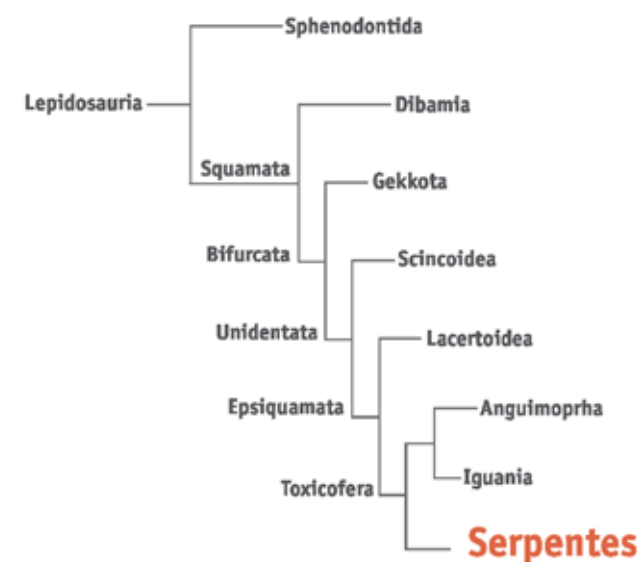 Sphenodontida
Lepidosauria
Dibamia
Squamata
Gekkota
Bifurcata
Scincoidea
Unidentata
Lacertoidea
Epsiquamata
Anguimoprha
Iguania
Toxicofera
Serpentes